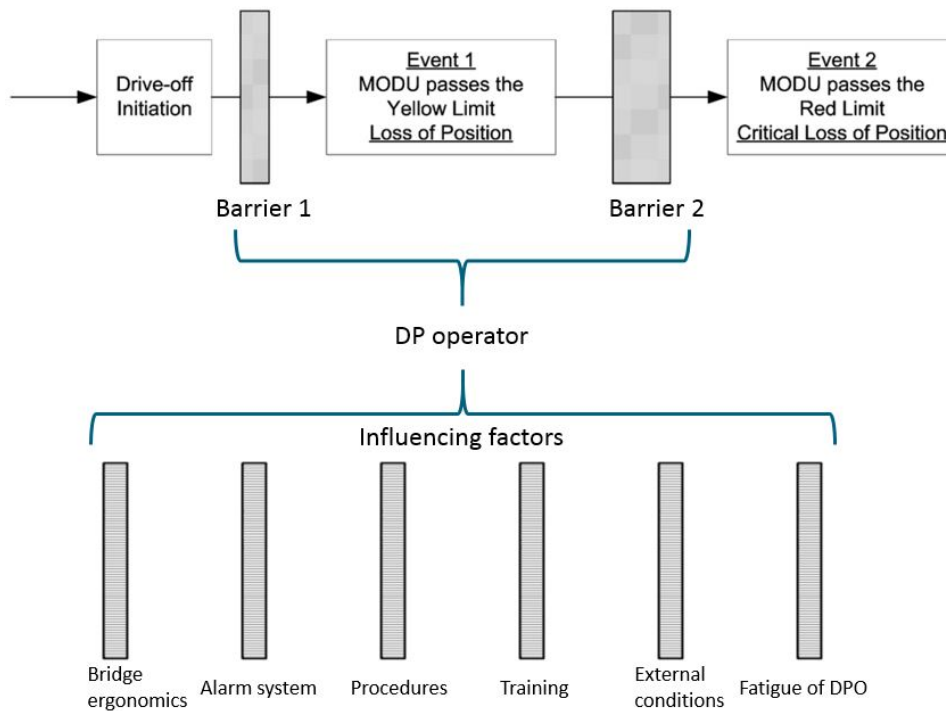 Drive-off
Initiation
Event 1
MODU passes the
Yellow Limit
Loss of Position
Event 2
MODU passes the
Red Limit
Critical Loss of Position
Barrier 1
Barrier 2
DP operator
Influencing factors
Bridge
ergonomics
Alarm system
Procedures
Training
External
conditions
Fatigue of DPO